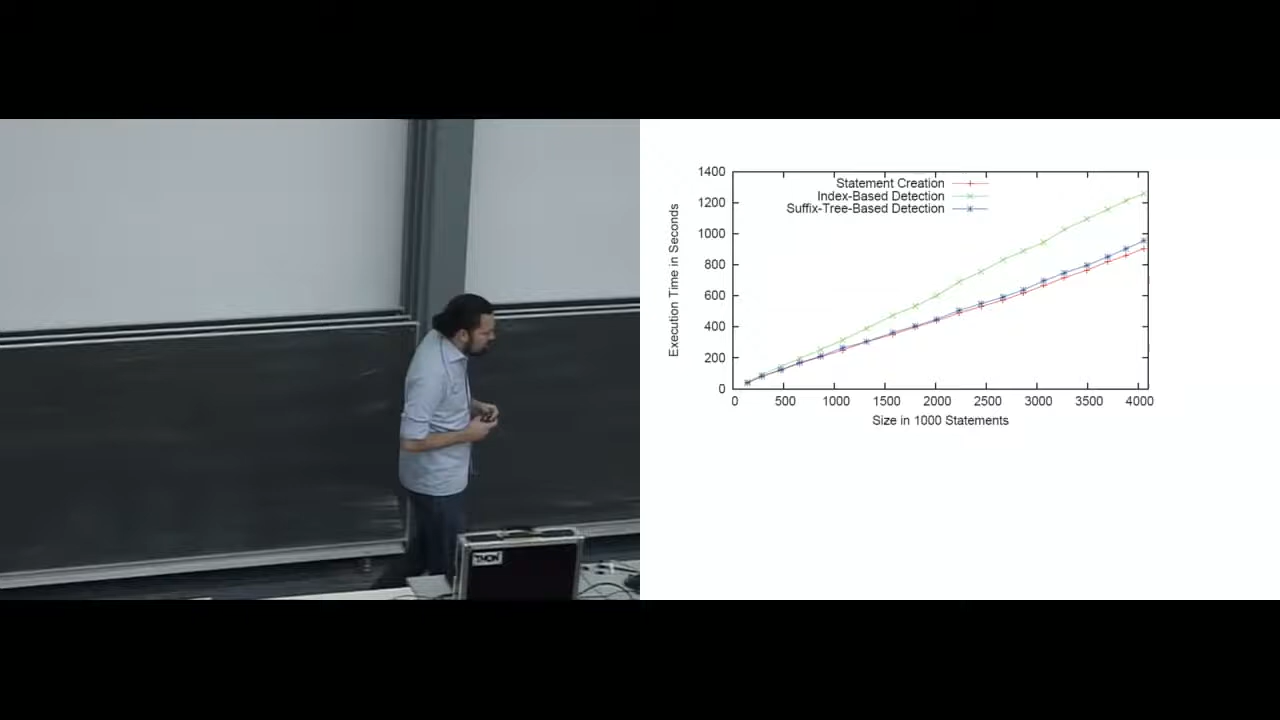 THON
1400
1200
1000
800
600
400
200
0
Execution Time in Seconds
Statement Creation
Index-Based Detection
Suffix-Tree-Based Detection
0 500 1000 1500 2000 2500 3000 3500 4000
Size in 1000 Statements